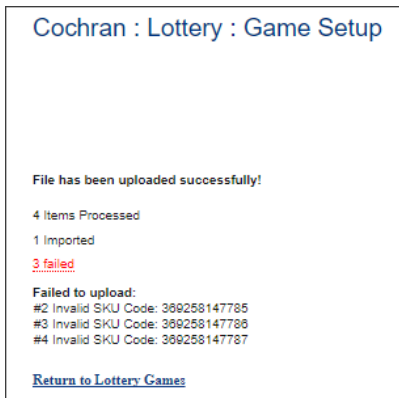 Cochran : Lottery : Game Setup
File has been uploaded successfully!
4 Items Processed
1 Imported
3 failed
Failed to upload:
#2 Invalid SKU Code: 369258147785
#3 Invalid SKU Code: 369258147786
#4 Invalid SKU Code: 369258147787
Return to Lottery Games